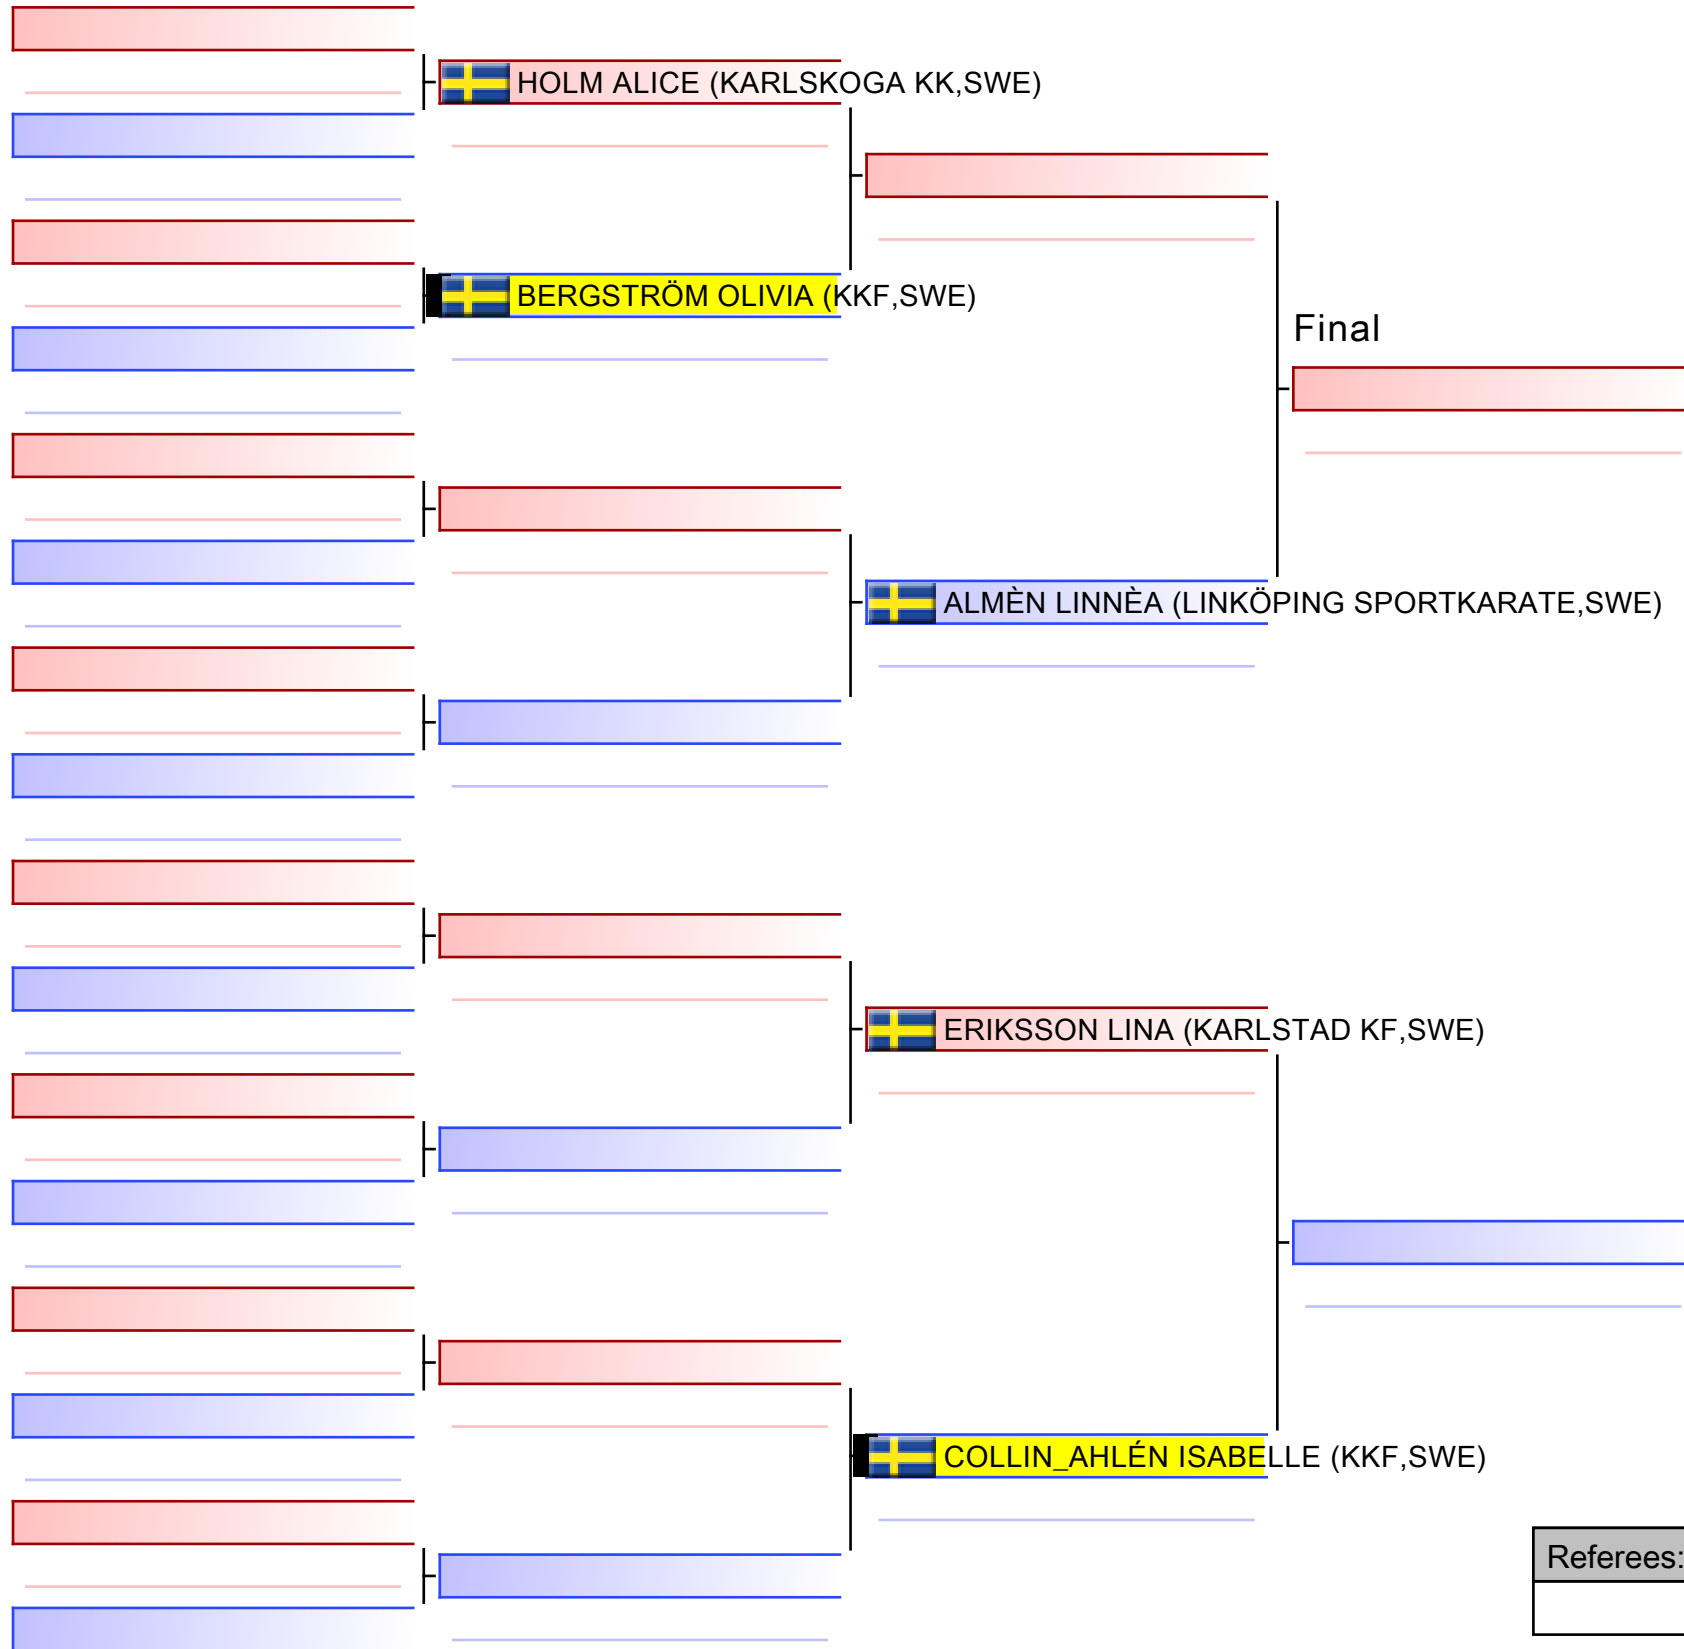 HOLM ALICE (KARLSKOGA KK,SWE)
BERGSTRÖM OLIVIA (KKF,SWE)
Final
ALMÈN LINNÈA (LINKÖPING SPORTKARATE,SWE)
ERIKSSON LINA (KARLSTAD KF,SWE)
COLLIN_AHLÉN ISABELLE (KKF,SWE)
Referees: